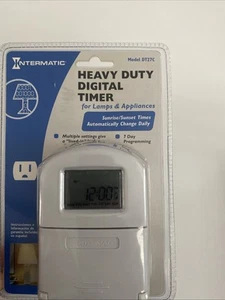 INTERMATIC
Model DT27C
HEAVY DUTY
DIGITAL
TIMER
for Lamps & Appliances
Sunrise/Sunset Times
Automatically Change Daily
• Multiple settings give
• 7 Day
Programming
12:00